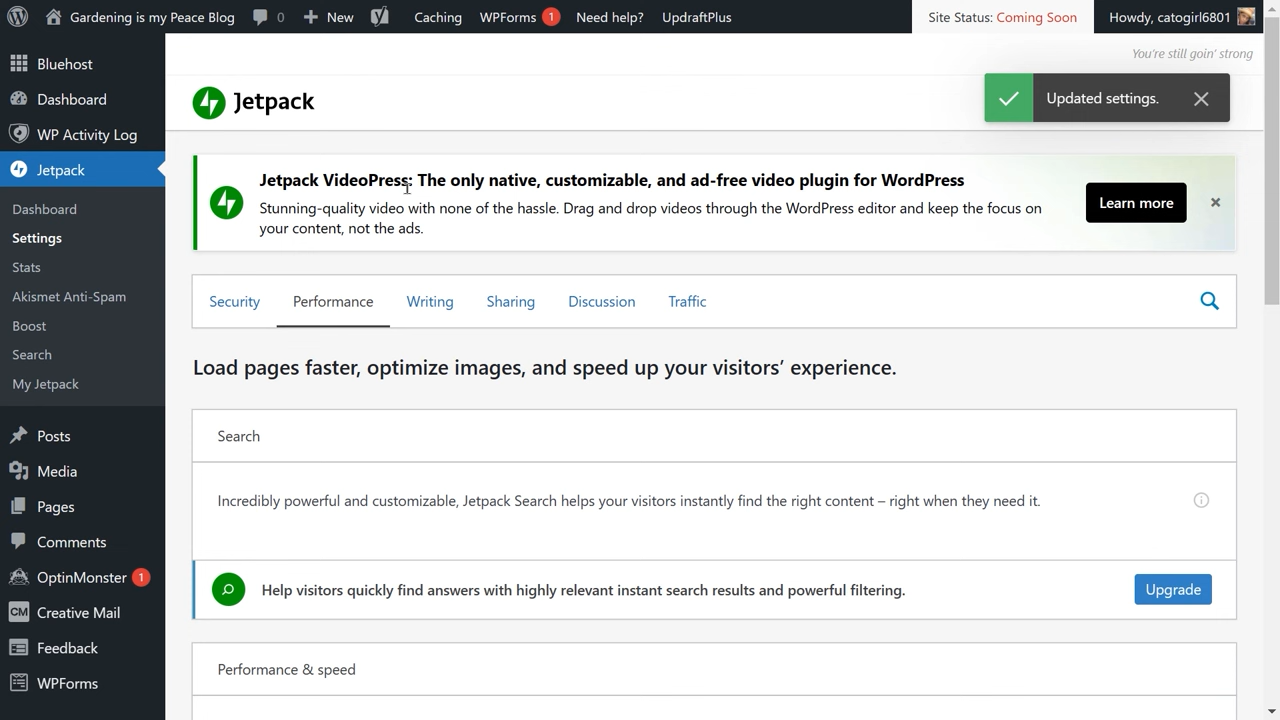 Gardening is my Peace Blog 0 New Caching WPForms 1 Need help? UpdraftPlus Site Status: Coming Soon Howdy, catogirl6801
You're still goin' strong
Bluehost
Dashboard
WP Activity Log
Jetpack
Dashboard
Settings
Stats
Akismet Anti-Spam
Boost
Search
My Jetpack
Posts
Media
Pages
Comments
OptinMonster 1
CM Creative Mail
Feedback
WPForms
Jetpack
Updated settings.
Jetpack VideoPress: The only native, customizable, and ad-free video plugin for WordPress
Stunning-quality video with none of the hassle. Drag and drop videos through the WordPress editor and keep the focus on
your content, not the ads.
Learn more
Security Performance Writing Sharing Discussion Traffic
Load pages faster, optimize images, and speed up your visitors’ experience.
Search
Incredibly powerful and customizable, Jetpack Search helps your visitors instantly find the right content – right when they need it.
Help visitors quickly find answers with highly relevant instant search results and powerful filtering.
Upgrade
Performance & speed